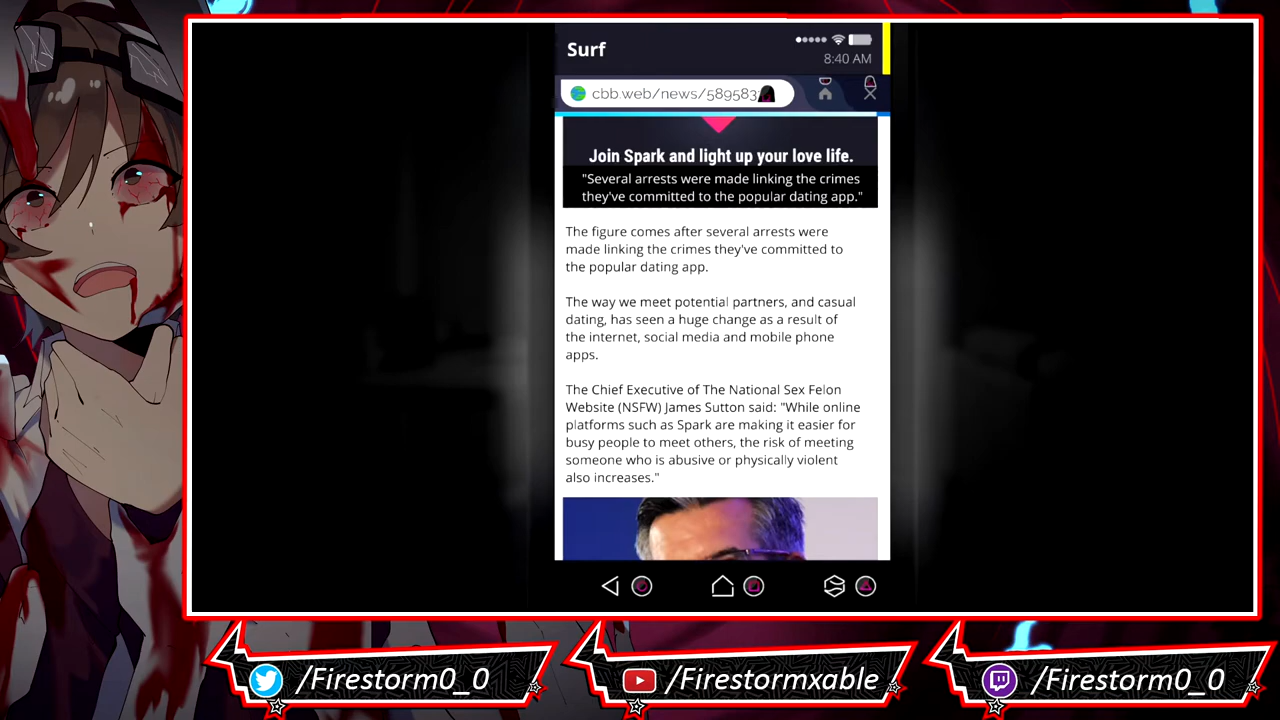 Surf
8:40 AM
cbb.web/news/589583
Join Spark and light up your love life.
"Several arrests were made linking the crimes
they've committed to the popular dating app."
The figure comes after several arrests were
made linking the crimes they've committed to
the popular dating app.
The way we meet potential partners, and casual
dating, has seen a huge change as a result of
the internet, social media and mobile phone
apps.
The Chief Executive of The National Sex Felon
Website (NSFW) James Sutton said: "While online
platforms such as Spark are making it easier for
busy people to meet others, the risk of meeting
someone who is abusive or physically violent
also increases."
/Firestorm0_0
/Firestormxable
/Firestorm0_0